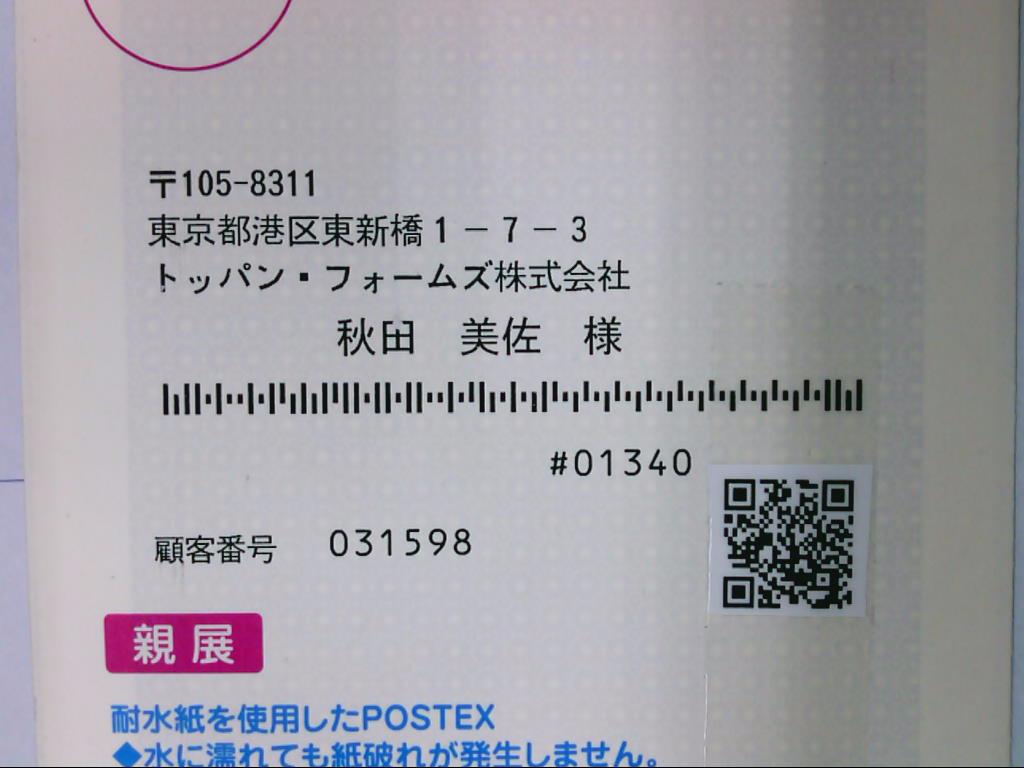 〒105-8311
東京都港区東新橋1－7－3
トッパン・フォームズ株式会社
秋田　美佐　様
#01340
顧客番号　031598
親展
耐水紙を使用したPOSTEX
◆水に濡れても紙破れが発生しません。